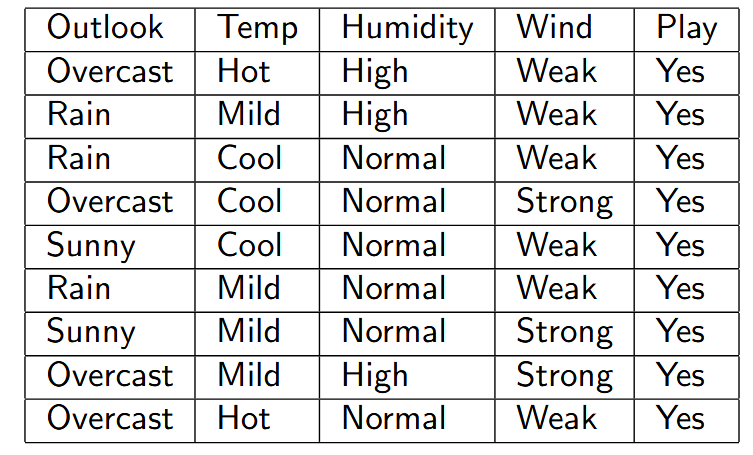 Outlook Temp Humidity Wind Play
Overcast Hot High Weak Yes
Rain Mild High Weak Yes
Rain Cool Normal Weak Yes
Overcast Cool Normal Strong Yes
Sunny Cool Normal Weak Yes
Rain Mild Normal Weak Yes
Sunny Mild Normal Strong Yes
Overcast Mild High Strong Yes
Overcast Hot Normal Weak Yes